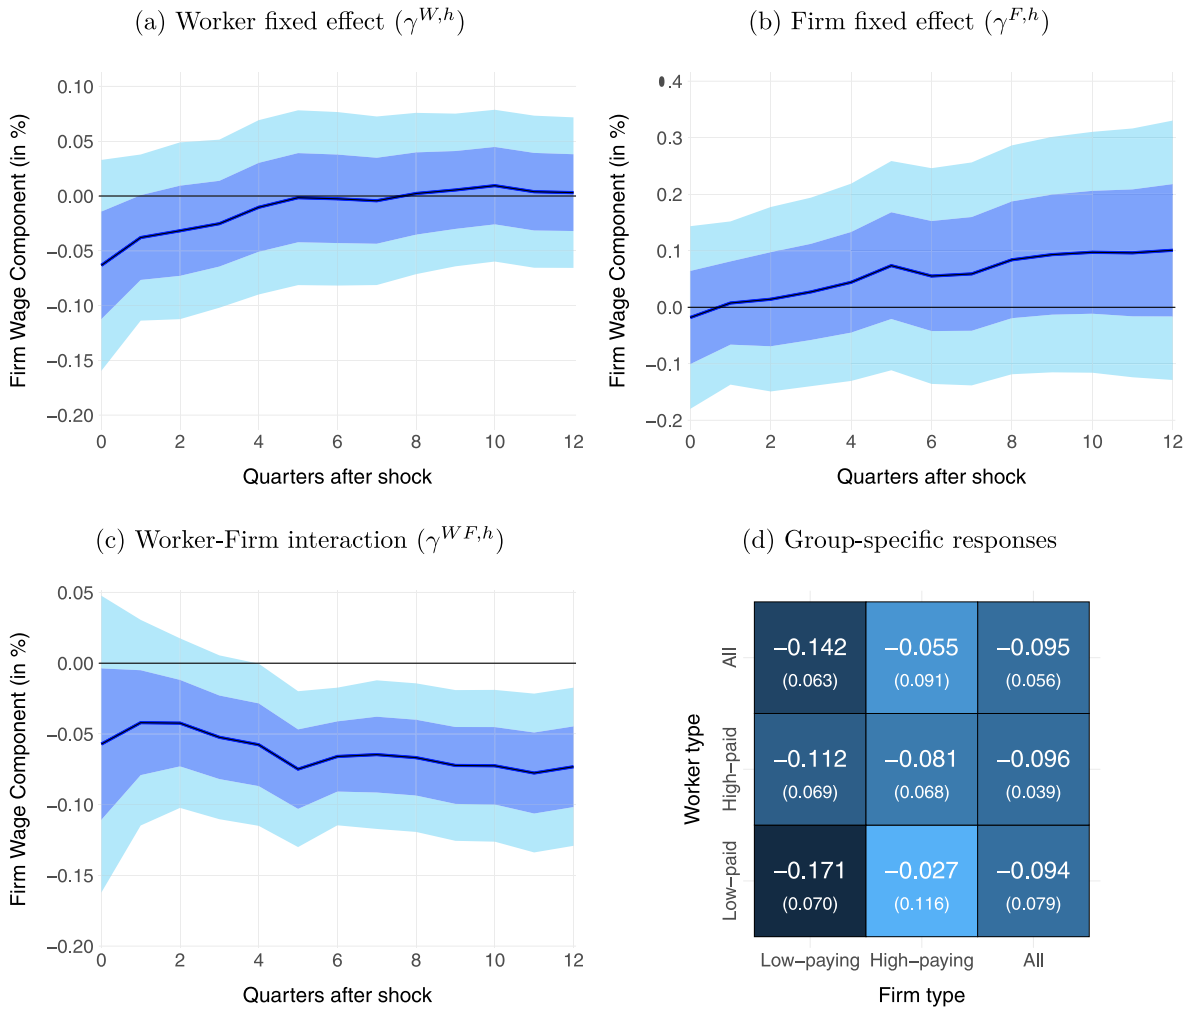 (a) Worker fixed effect (γ^{W,h})
Firm Wage Component (in %)
0.10
0.05
0.00
−0.05
−0.10
−0.15
−0.20
0 2 4 6 8 10 12
Quarters after shock
(b) Firm fixed effect (γ^{F,h})
Firm Wage Component (in %)
0.4
0.3
0.2
0.1
0.0
−0.1
−0.2
0 2 4 6 8 10 12
Quarters after shock
(c) Worker-Firm interaction (γ^{WF,h})
Firm Wage Component (in %)
0.05
0.00
−0.05
−0.10
−0.15
−0.20
0 2 4 6 8 10 12
Quarters after shock
(d) Group-specific responses
Worker type
All
−0.142 −0.055 −0.095
(0.063) (0.091) (0.056)
High−paid
−0.112 −0.081 −0.096
(0.069) (0.068) (0.039)
Low−paid
−0.171 −0.027 −0.094
(0.070) (0.116) (0.079)
Low−paying High−paying All
Firm type